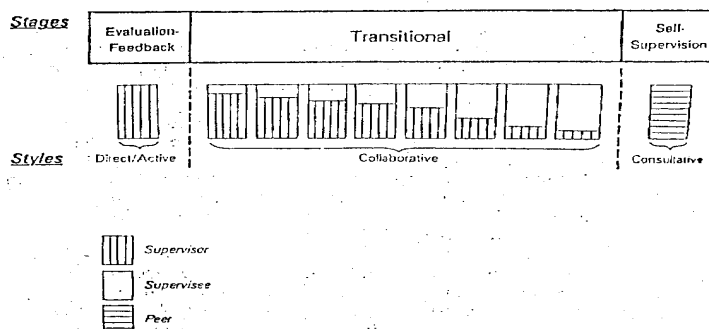 Stages
Evaluation-
Feedback
Transitional
Self-
Supervision
Styles
Direct/Active
Collaborative
Consultative
Supervisor
Supervisee
Peer